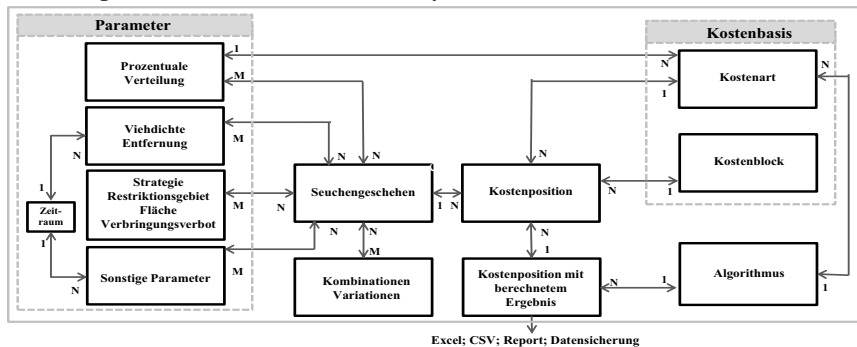 Parameter
Kostenbasis
Prozentuale
Verteilung
1
M
N
Kostenart
N
1
Viehdichte
Entfernung
N
M
N
N
N
Kostenblock
1
N
Strategie
Restriktionsgebiet
Fläche
Verbringungsverbot
M
N
Seuchengeschehen
1
N
Kostenposition
1
Zeit-
raum
1
N
N
N
1
Sonstige Parameter
N
M
M
Kombinationen
Variationen
Kostenposition mit
berechnetem
Ergebnis
N
1
Algorithmus
1
Excel; CSV; Report; Datensicherung